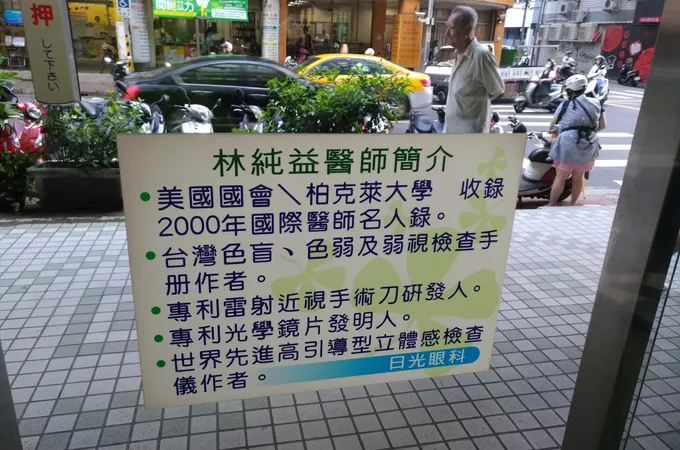 押
して下さい
林純益醫師簡介
• 美國國會\柏克萊大學 收錄
2000年國際醫師名人錄。
• 台灣色盲、色弱及弱視檢查手
册作者。
• 專利雷射近視手術刀研發人。
• 專利光學鏡片發明人。
• 世界先進高引導型立體感檢查
儀作者。
日光眼科